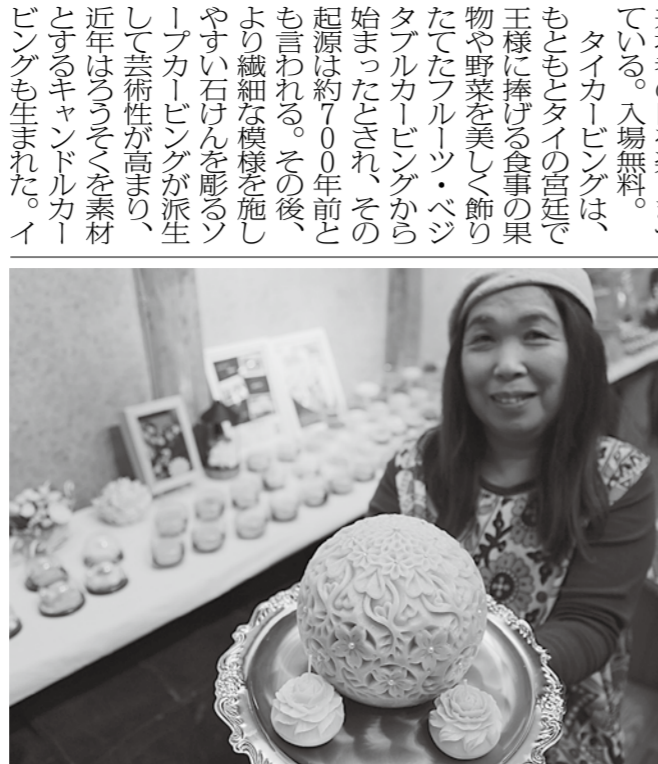 ている。入場無料。
タイカービングは、
もともとタイの宮廷で
王様に捧げる食事の果
物や野菜を美しく飾り
たてたフルーツ・ベジ
タブルカービングから
始まったとされ、その
起源は約700年前と
も言われる。その後、
より繊細な模様を施し
やすい石けんを彫るソ
ープカービングが派生
して芸術性が高まり、
近年はろうそくを素材
とするキャンドルカー
ビングも生まれた。イ